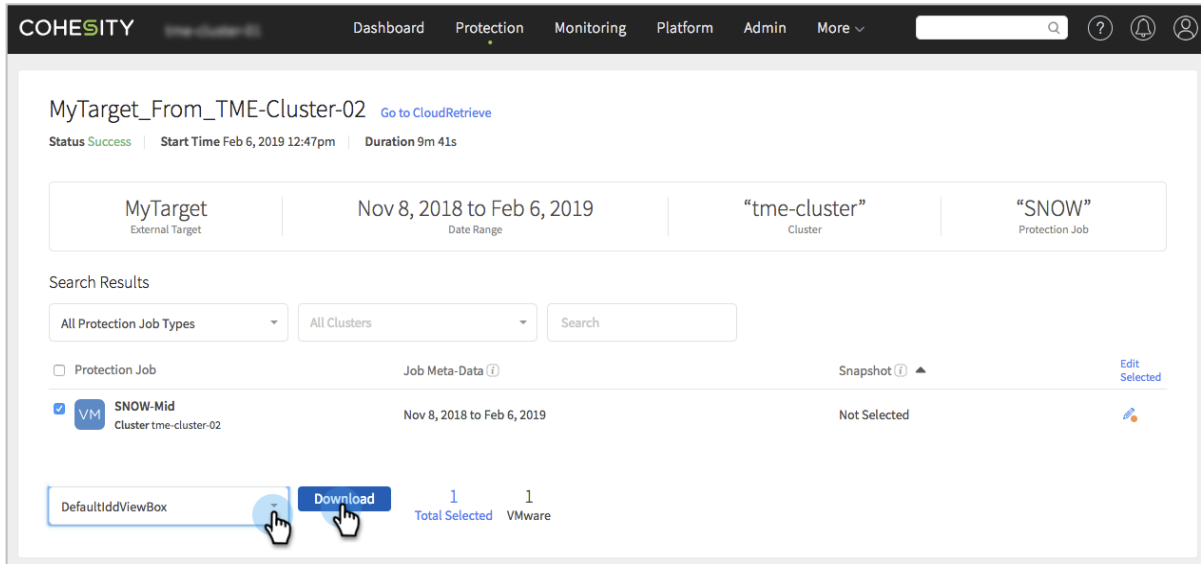 COHESITY Dashboard Protection Monitoring Platform Admin More
MyTarget_From_TME-Cluster-02 Go to CloudRetrieve
Status Success Start Time Feb 6, 2019 12:47pm Duration 9m 41s
MyTarget Nov 8, 2018 to Feb 6, 2019 “tme-cluster” “SNOW”
External Target Date Range Cluster Protection Job
Search Results
All Protection Job Types All Clusters Search
Protection Job Job Meta-Data Snapshot Edit
Selected
SNOW-Mid
VM Nov 8, 2018 to Feb 6, 2019 Not Selected
Cluster tme-cluster-02
DefaultIddViewBox Download 1 1
Total Selected VMware